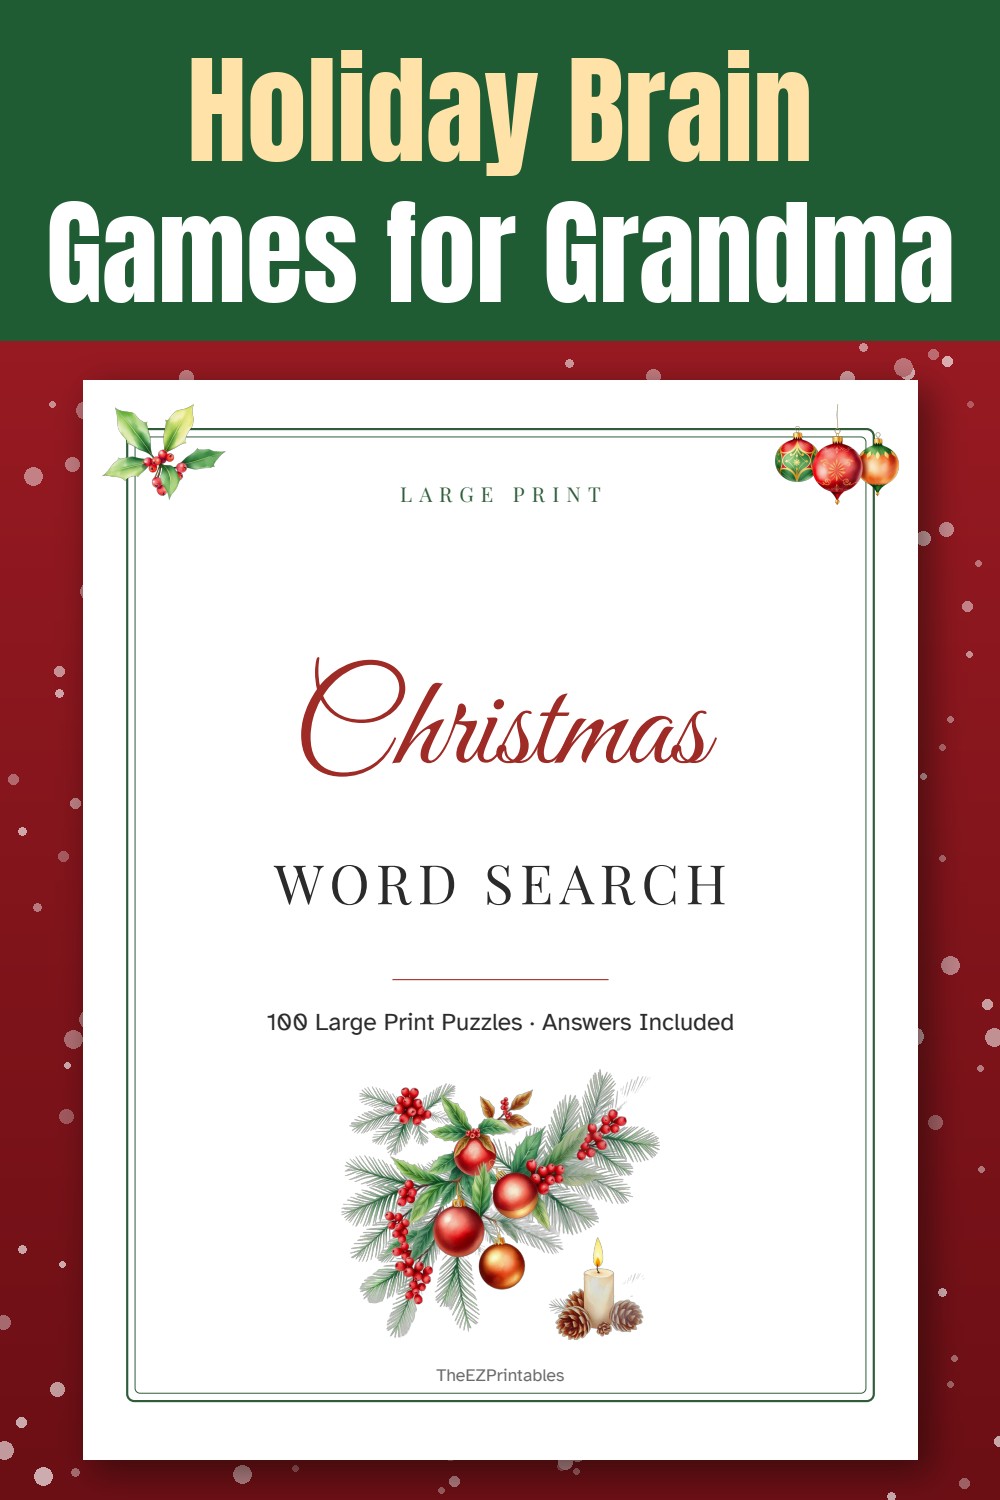 Holiday Brain
Games for Grandma
LARGE PRINT
Christmas
WORD SEARCH
100 Large Print Puzzles · Answers Included
TheEZPrintables